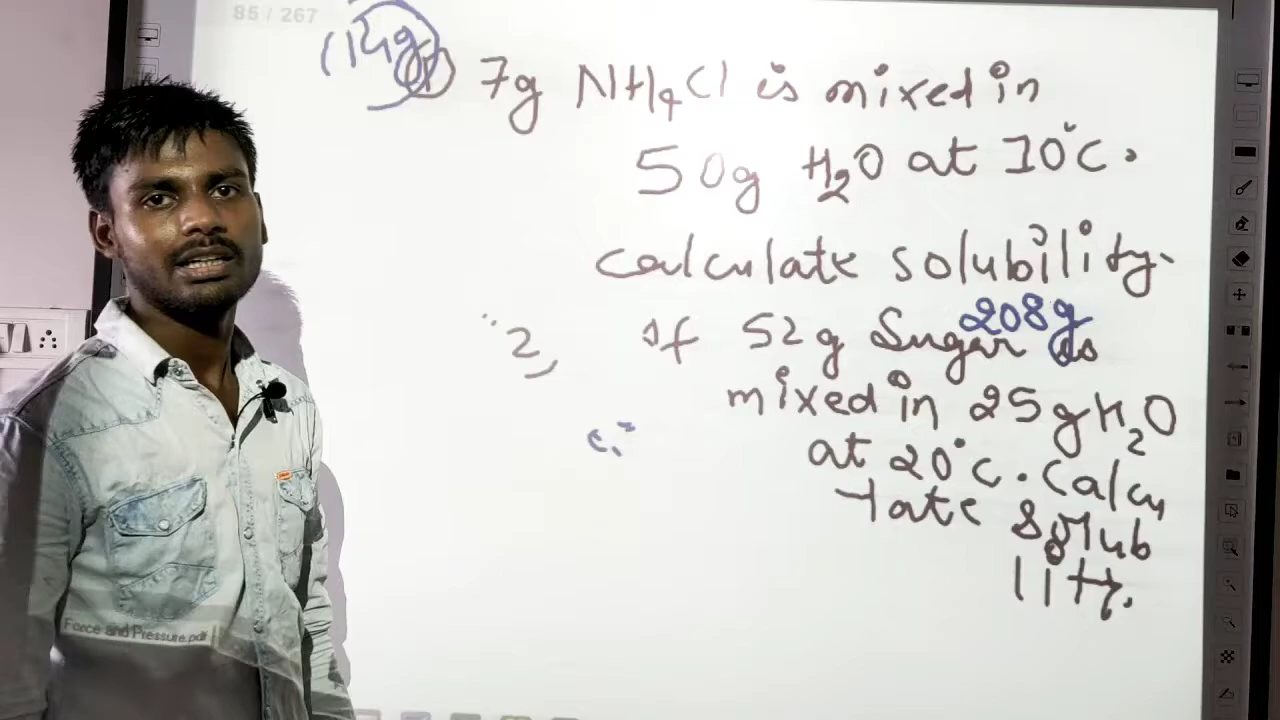 85 / 267
(14g
1) 7g NH4Cl is mixed in
50g H2O at 10°C.
calculate solubility.
2, If 52g Sugar 208g is
mixed in 25g H2O
at 20°C. Calcu
late Solub
lity.
Force and Pressure.pdf